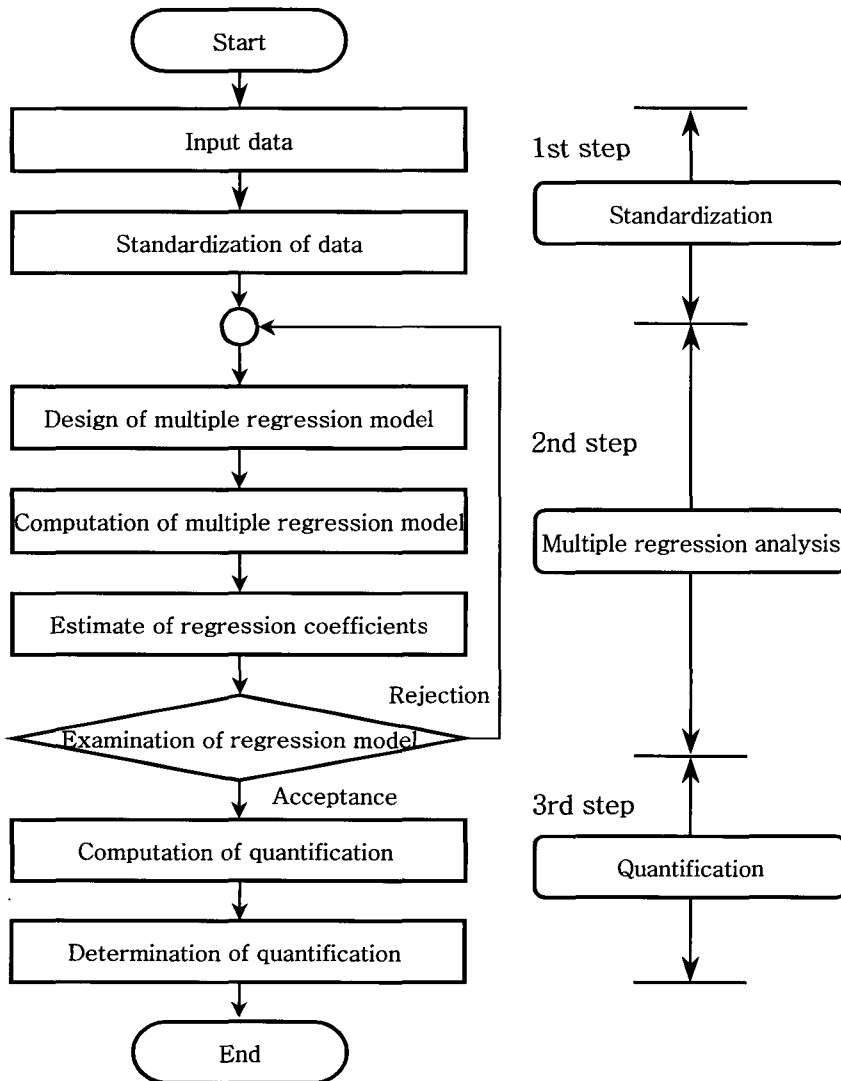 Start
Input data
Standardization of data
Design of multiple regression model
Computation of multiple regression model
Estimate of regression coefficients
Rejection
Examination of regression model
Acceptance
Computation of quantification
Determination of quantification
End
1st step
Standardization
2nd step
Multiple regression analysis
3rd step
Quantification